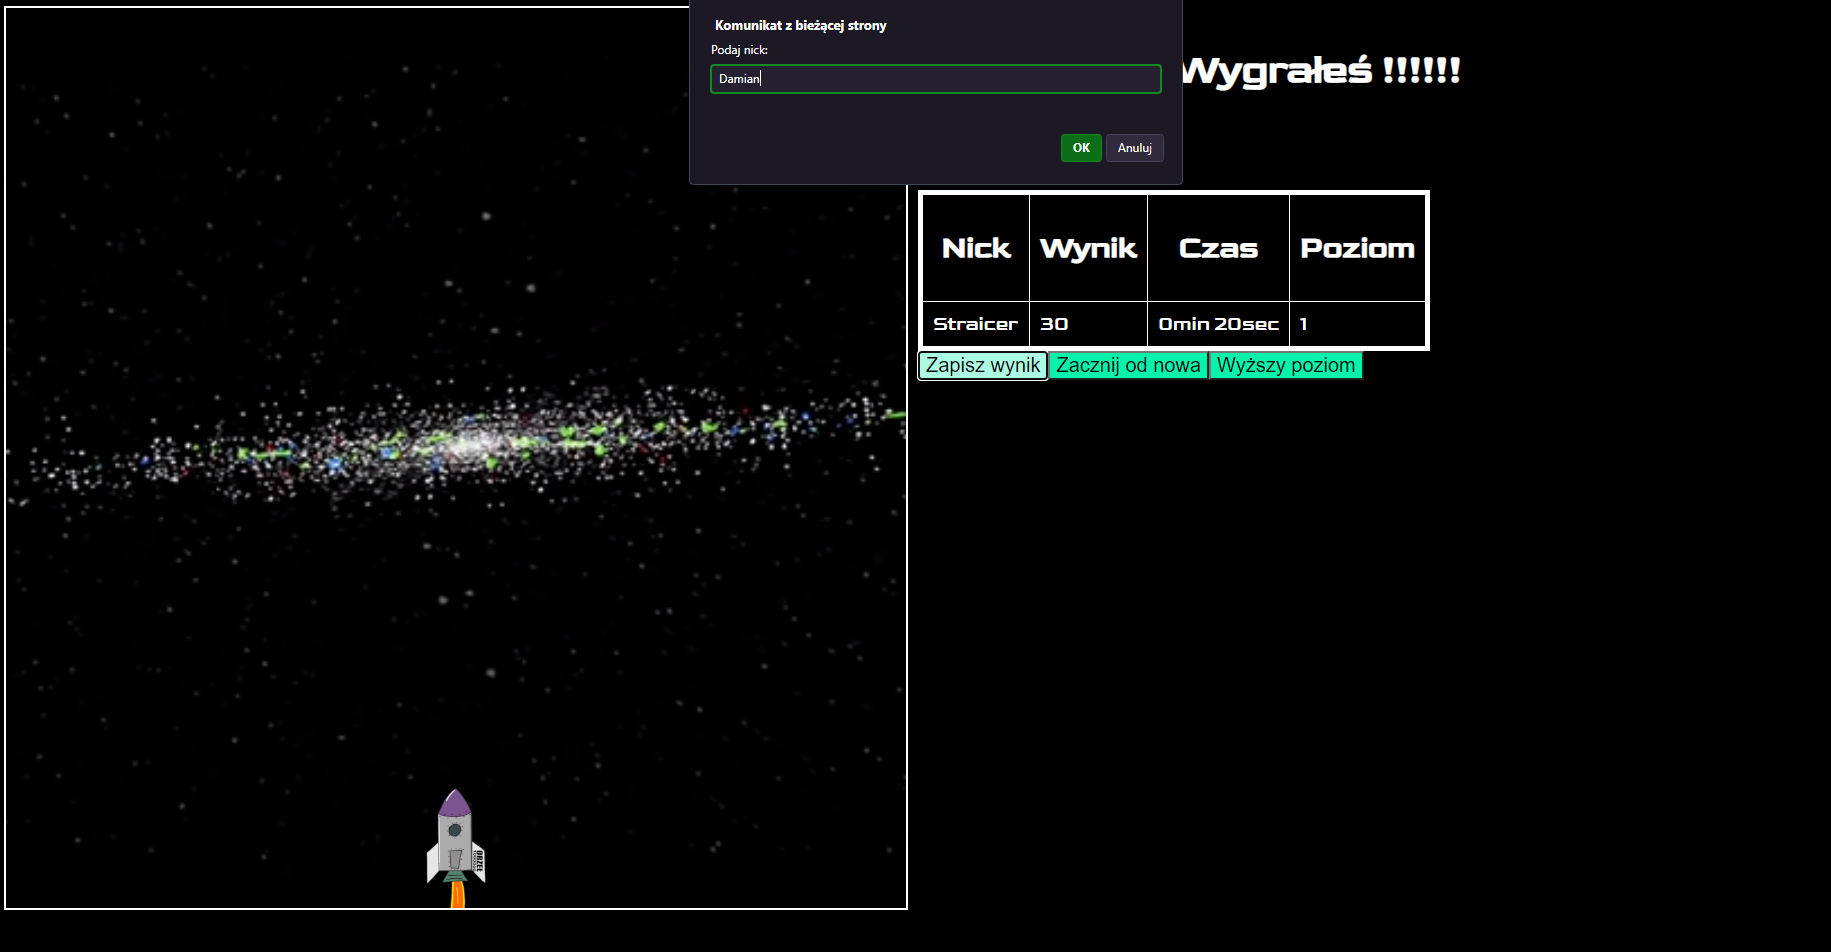 Komunikat z bieżącej strony
Podaj nick:
Damian
OK Anuluj
Wygrałeś !!!!!!
Nick Wynik Czas Poziom
Straicer 30 0min 20sec 1
Zapisz wynik Zacznij od nowa Wyższy poziom
ORZEŁ